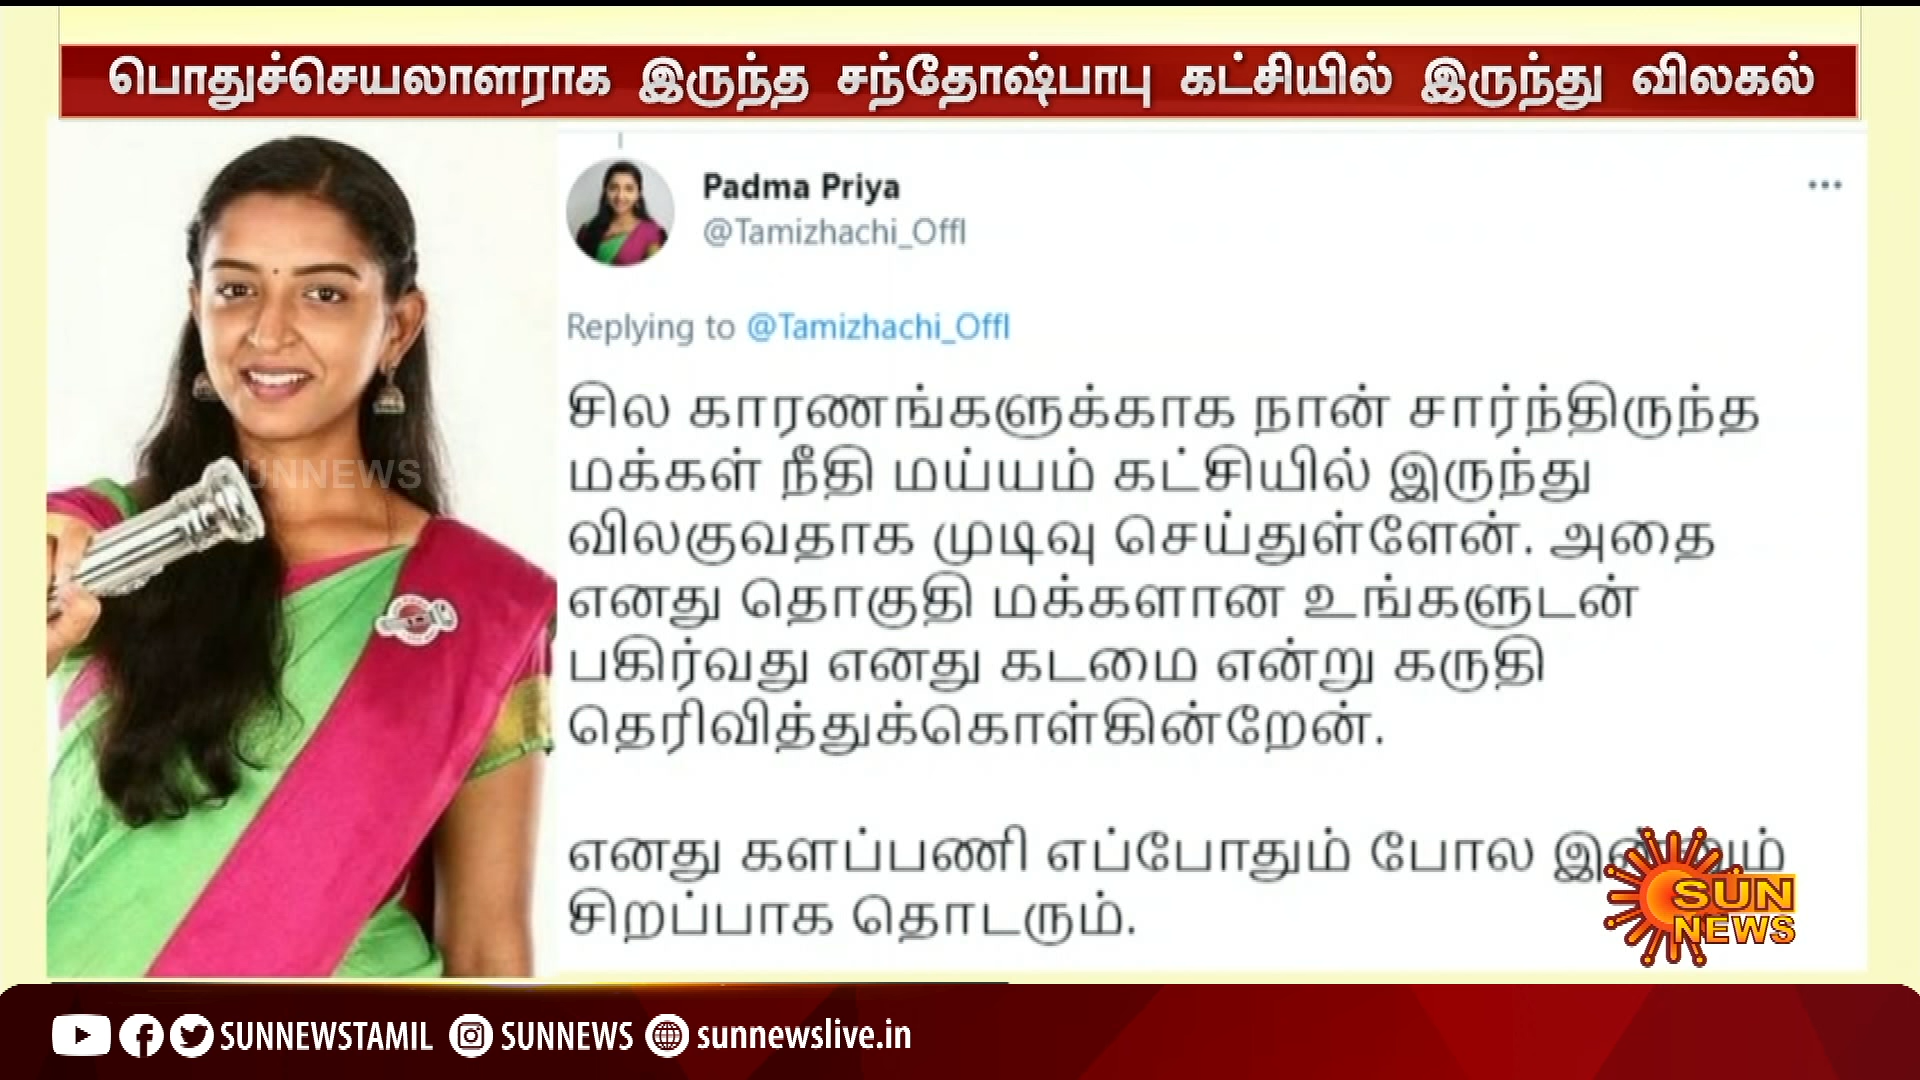 பொதுச்செயலாளராக இருந்த சந்தோஷ்பாபு கட்சியில் இருந்து விலகல்
Padma Priya
@Tamizhachi_Offl
Replying to @Tamizhachi_Offl
சில காரணங்களுக்காக நான் சார்ந்திருந்த
மக்கள் நீதி மய்யம் கட்சியில் இருந்து
விலகுவதாக முடிவு செய்துள்ளேன். அதை
எனது தொகுதி மக்களான உங்களுடன்
பகிர்வது எனது கடமை என்று கருதி
தெரிவித்துக்கொள்கின்றேன்.
எனது களப்பணி எப்போதும் போல
சிறப்பாக தொடரும்.
SUNNEWS
SUN
NEWS
SUNNEWSTAMIL SUNNEWS sunnewslive.in